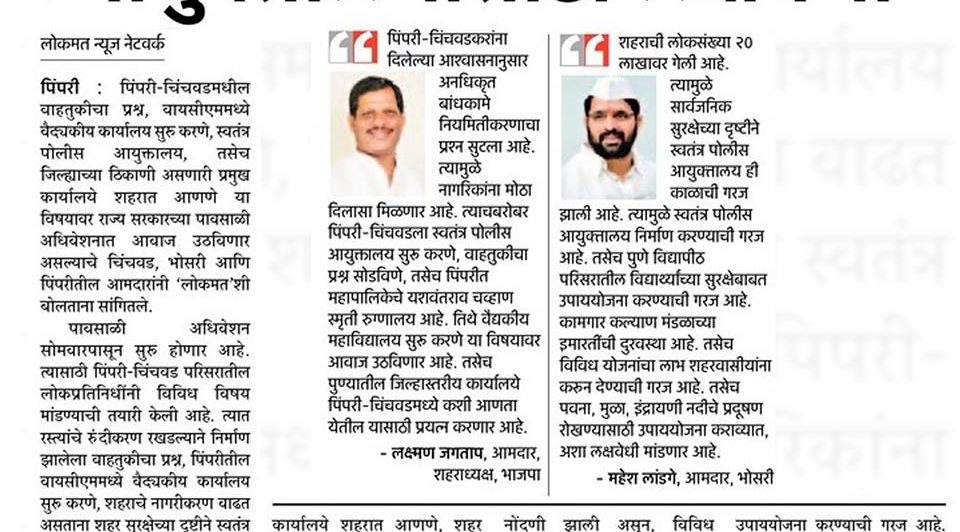 लोकमत न्यूज नेटवर्क
पिंपरी : पिंपरी-चिंचवडमधील
वाहतुकीचा प्रश्न, वायसीएममध्ये
वैद्यकीय कार्यालय सुरु करणे, स्वतंत्र
पोलीस आयुक्तालय, तसेच
जिल्ह्याच्या ठिकाणी असणारी प्रमुख
कार्यालये शहरात आणणे या
विषयावर राज्य सरकारच्या पावसाळी
अधिवेशनात आवाज उठविणार
असल्याचे चिंचवड, भोसरी आणि
पिंपरीतील आमदारांनी ‘लोकमत’शी
बोलताना सांगितले.
पावसाळी अधिवेशन
सोमवारपासून सुरू होणार आहे.
त्यासाठी पिंपरी-चिंचवड परिसरातील
लोकप्रतिनिधींनी विविध विषय
मांडण्याची तयारी केली आहे. त्यात
रस्त्यांचे रुंदीकरण रखडल्याने निर्माण
झालेला वाहतुकीचा प्रश्न, पिंपरीतील
वायसीएममध्ये वैद्यकीय कार्यालय
सुरू करणे, शहराचे नागरीकरण वाढत
असताना शहर सुरक्षेच्या दृष्टीने स्वतंत्र
पिंपरी-चिंचवडकरांना
दिलेल्या आश्वासनानुसार
अनधिकृत
बांधकामे
नियमितीकरणाचा
प्रश्न सुटला आहे.
त्यामुळे
नागरिकांना मोठा
दिलासा मिळणार आहे. त्याचबरोबर
पिंपरी-चिंचवडला स्वतंत्र पोलीस
आयुक्तालय सुरू करणे, वाहतुकीचा
प्रश्न सोडविणे, तसेच पिंपरीत
महापालिकेचे यशवंतराव चव्हाण
स्मृती रुग्णालय आहे. तिथे वैद्यकीय
महाविद्यालय सुरू करणे या विषयावर
आवाज उठविणार आहे. तसेच
पुण्यातील जिल्हास्तरीय कार्यालये
पिंपरी-चिंचवडमध्ये कशी आणता
येतील यासाठी प्रयत्न करणार आहे.
- लक्ष्मण जगताप, आमदार,
शहराध्यक्ष, भाजपा
शहराची लोकसंख्या २०
लाखावर गेली आहे.
त्यामुळे
सार्वजनिक
सुरक्षेच्या दृष्टीने
स्वतंत्र पोलीस
आयुक्तालय ही
काळाची गरज
झाली आहे. त्यामुळे स्वतंत्र पोलीस
आयुक्तालय निर्माण करण्याची गरज
आहे. तसेच पुणे विद्यापीठ
परिसरातील विद्यार्थ्यांच्या सुरक्षेबाबत
उपाययोजना करण्याची गरज आहे.
कामगार कल्याण मंडळाच्या
इमारतींची दुरवस्था आहे. तसेच
विविध योजनांचा लाभ शहरवासीयांना
करून देण्याची गरज आहे. तसेच
पवना, मुळा, इंद्रायणी नदीचे प्रदूषण
रोखण्यासाठी उपाययोजना कराव्यात,
अशा लक्षवेधी मांडणार आहे.
- महेश लांडगे, आमदार, भोसरी
कार्यालये शहरात आणणे, शहर नोंदणी झाली असून, विविध उपाययोजना करण्याची गरज आहे.